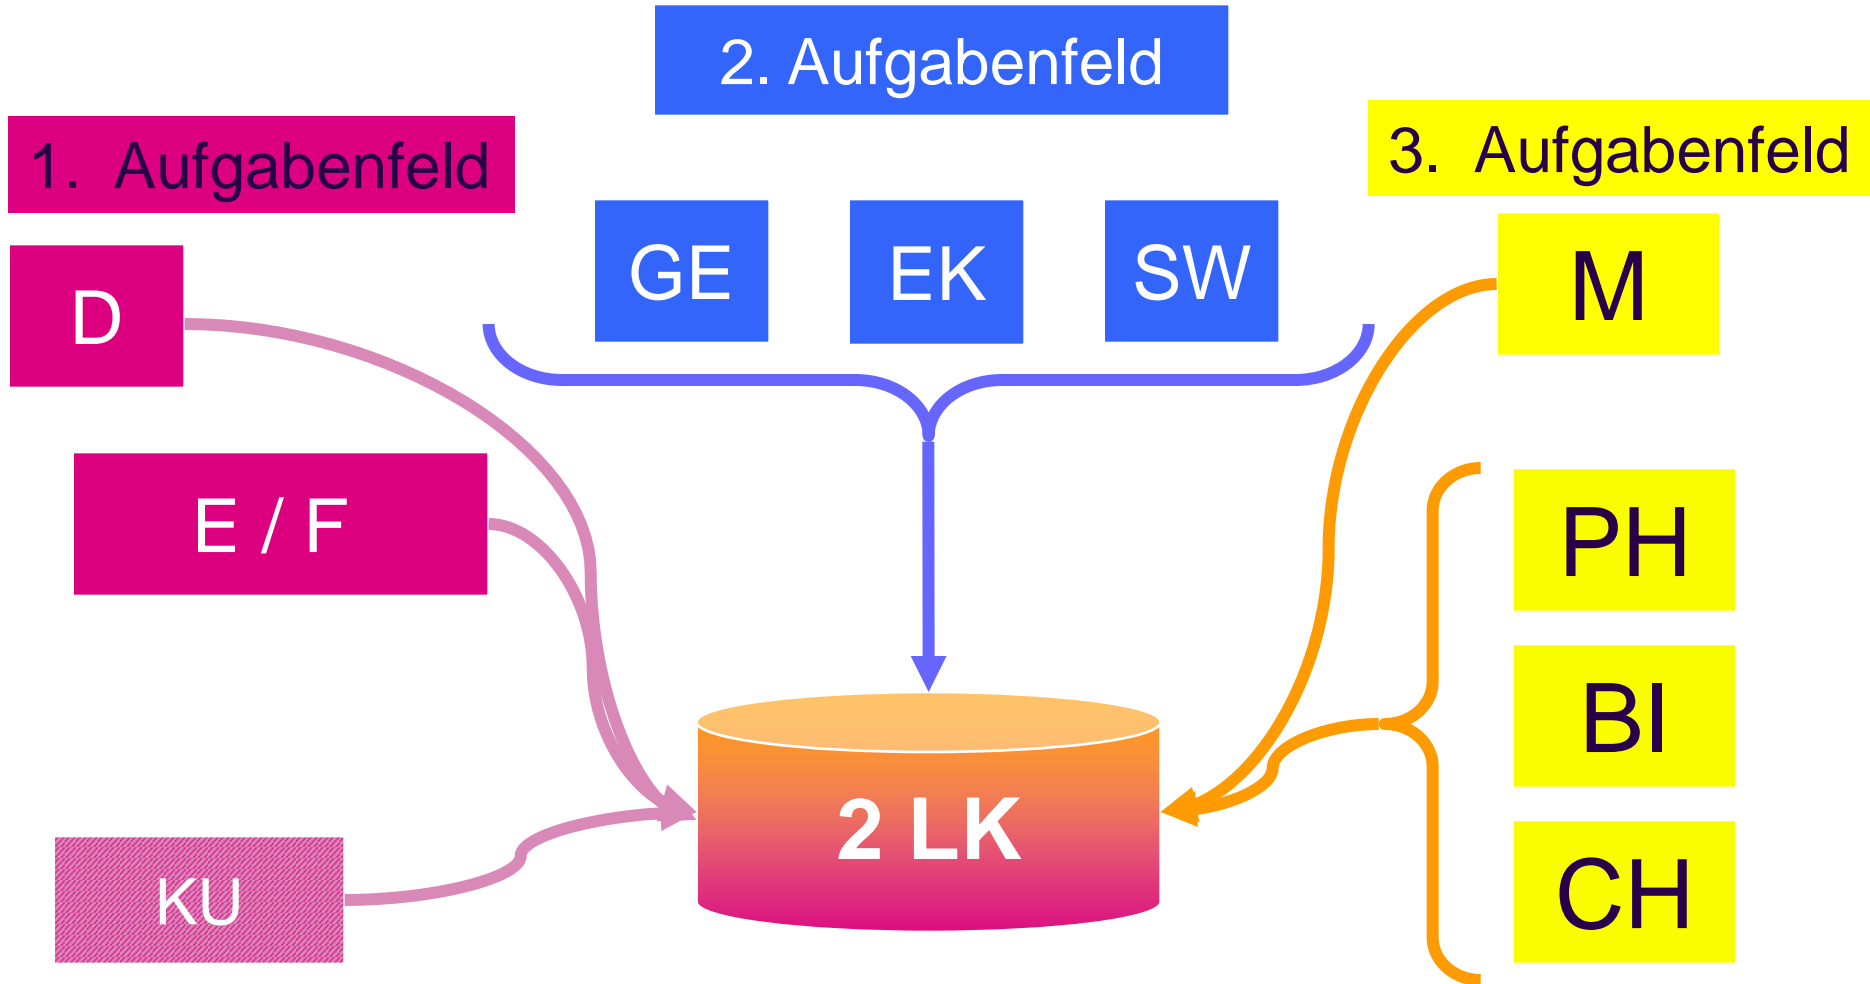 2. Aufgabenfeld
1. Aufgabenfeld
3. Aufgabenfeld
GE
EK
SW
M
D
E / F
PH
BI
2 LK
KU
CH